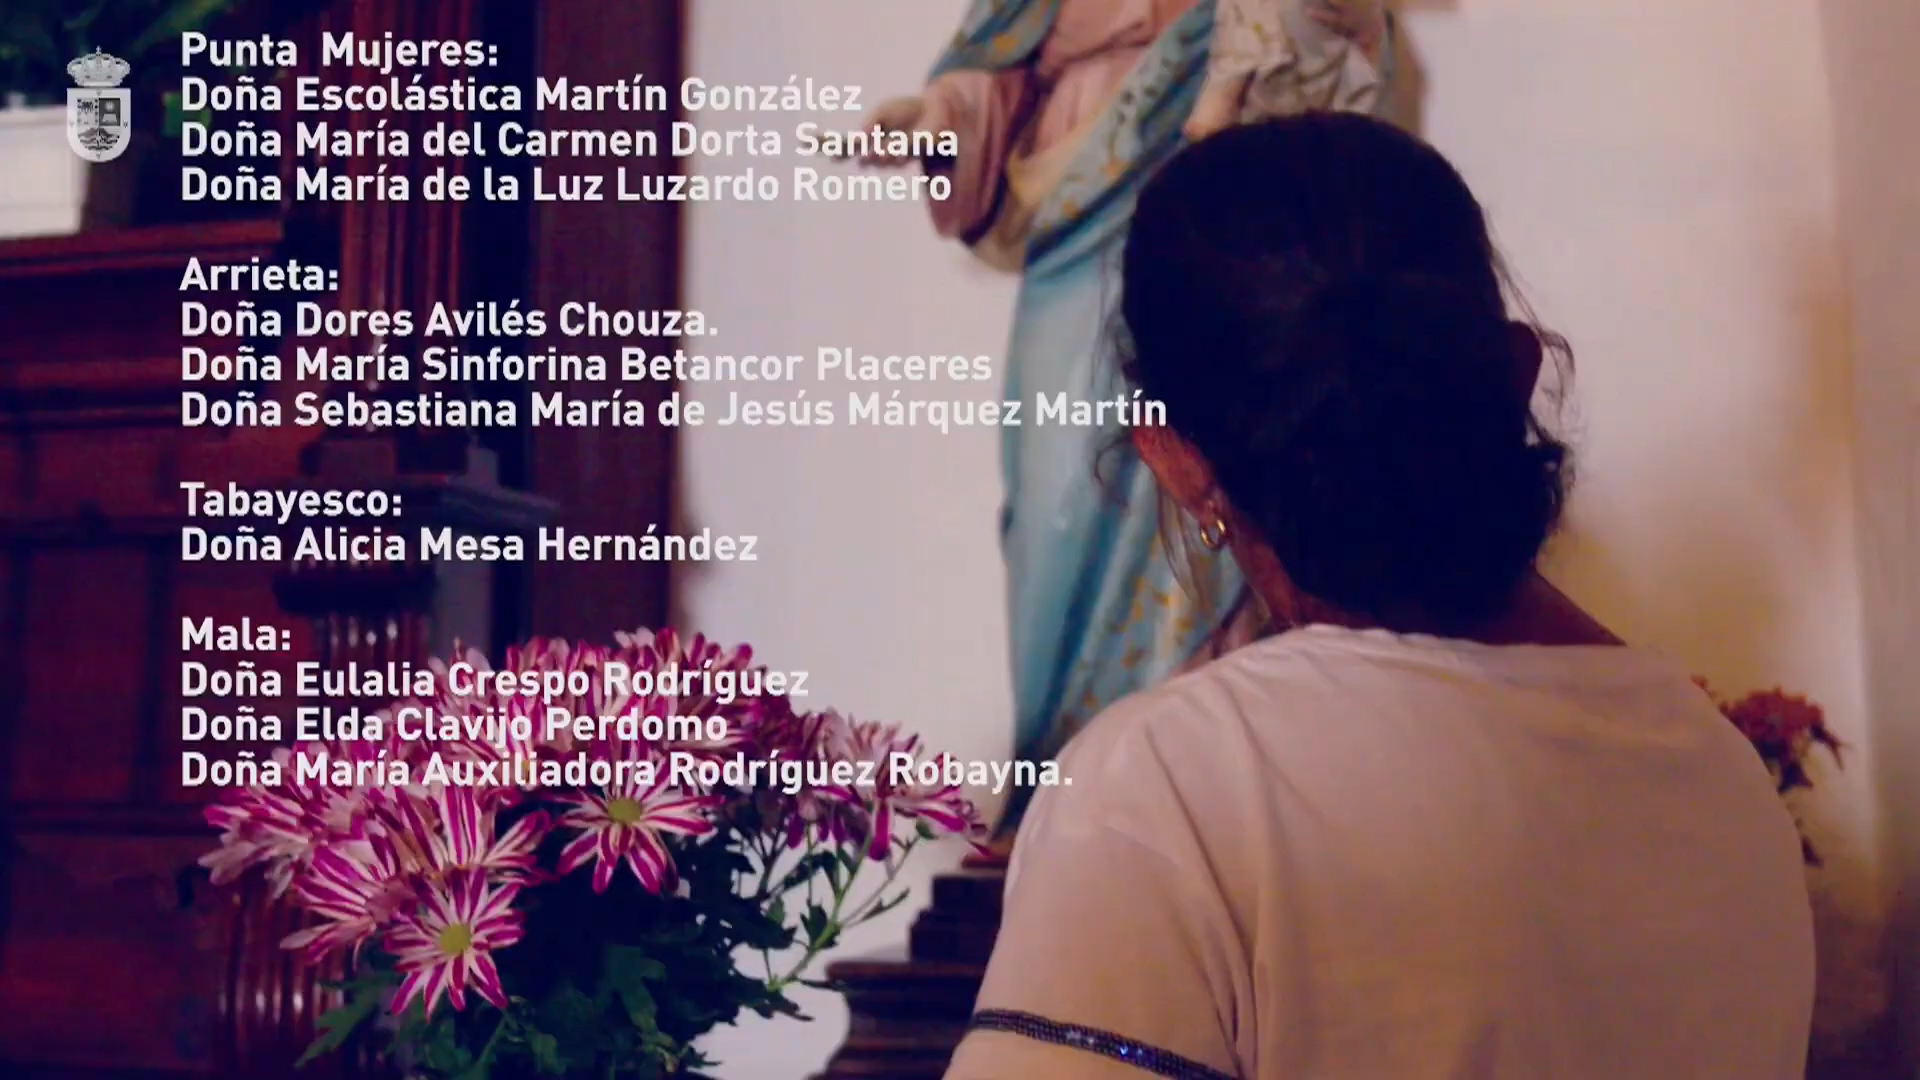 Punta Mujeres:
Doña Escolástica Martín González
Doña María del Carmen Dorta Santana
Doña María de la Luz Luzardo Romero
Arrieta:
Doña Dores Avilés Chouza.
Doña María Sinforina Betancor Placeres
Doña Sebastiana María de Jesús Márquez Martín
Tabayesco:
Doña Alicia Mesa Hernández
Mala:
Doña Eulalia Crespo Rodríguez
Doña Elda Clavijo Perdomo
Doña María Auxiliadora Rodríguez Robayna.